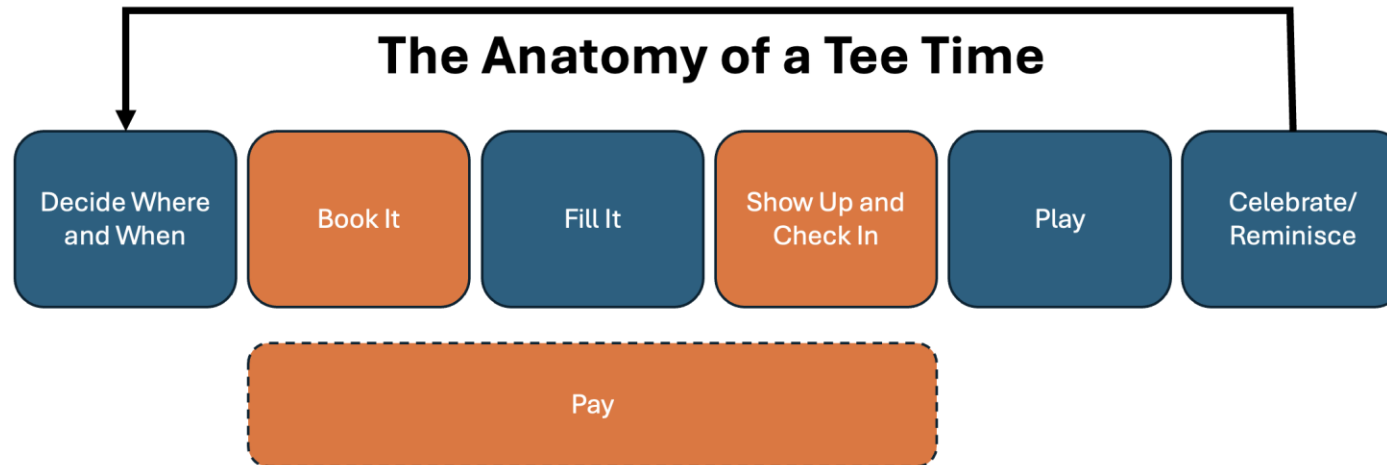 The Anatomy of a Tee Time
Decide Where
and When
Book It
Fill It
Show Up and
Check In
Play
Celebrate/
Reminisce
Pay